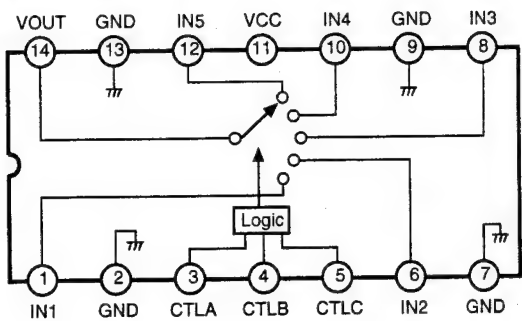 VOUT GND IN5 VCC IN4 GND IN3
14 13 12 11 10 9 8
Logic
1 2 3 4 5 6 7
IN1 GND CTLA CTLB CTLC IN2 GND